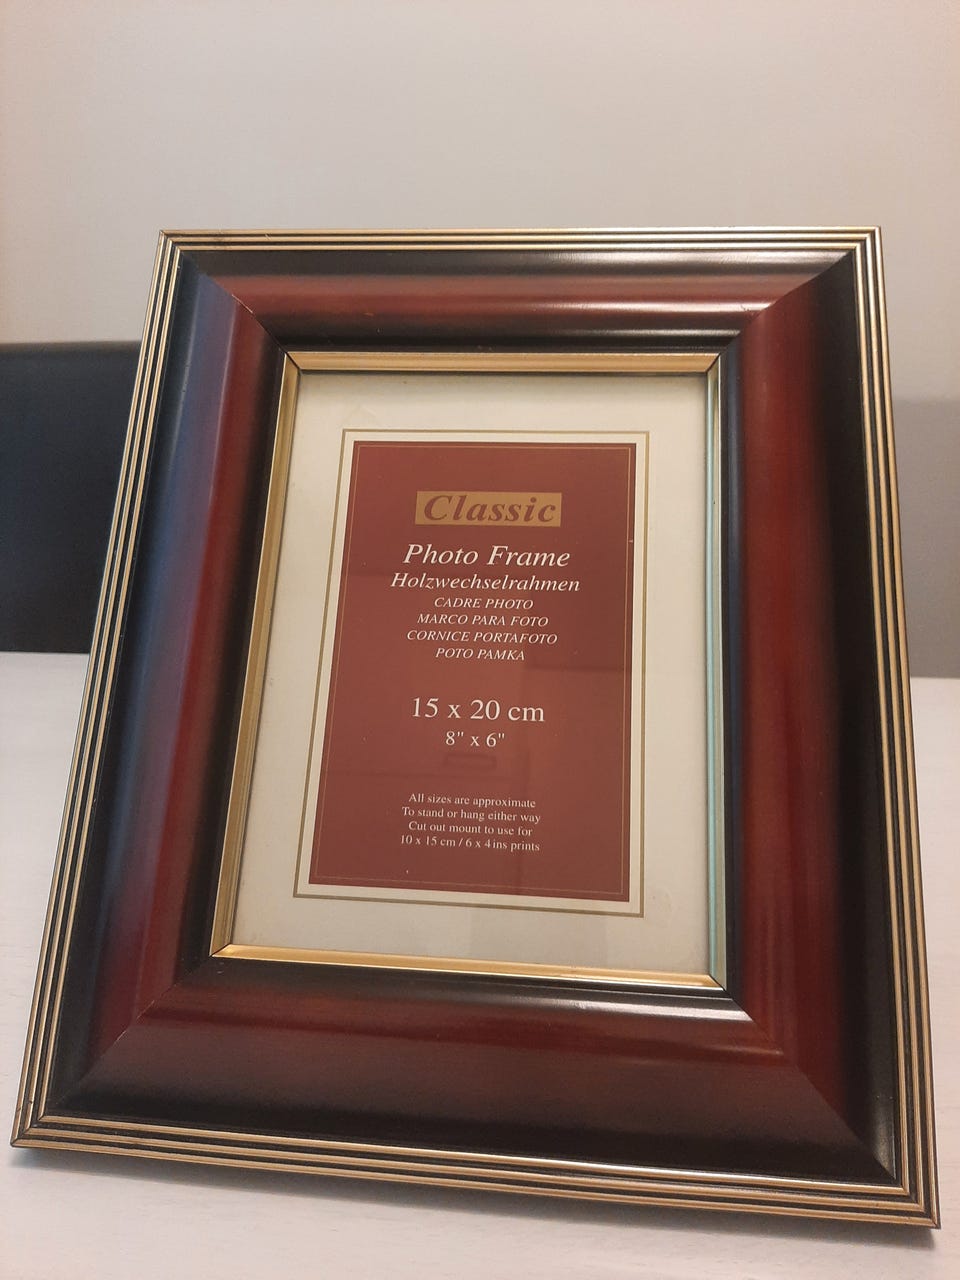 Classic
Photo Frame
Holzwechselrahmen
CADRE PHOTO
MARCO PARA FOTO
CORNICE PORTAFOTO
POTO PAMKA
15 x 20 cm
8" x 6"
All sizes are approximate
To stand or hang either way
Cut out mount to use for
10 x 15 cm / 6 x 4ins prints